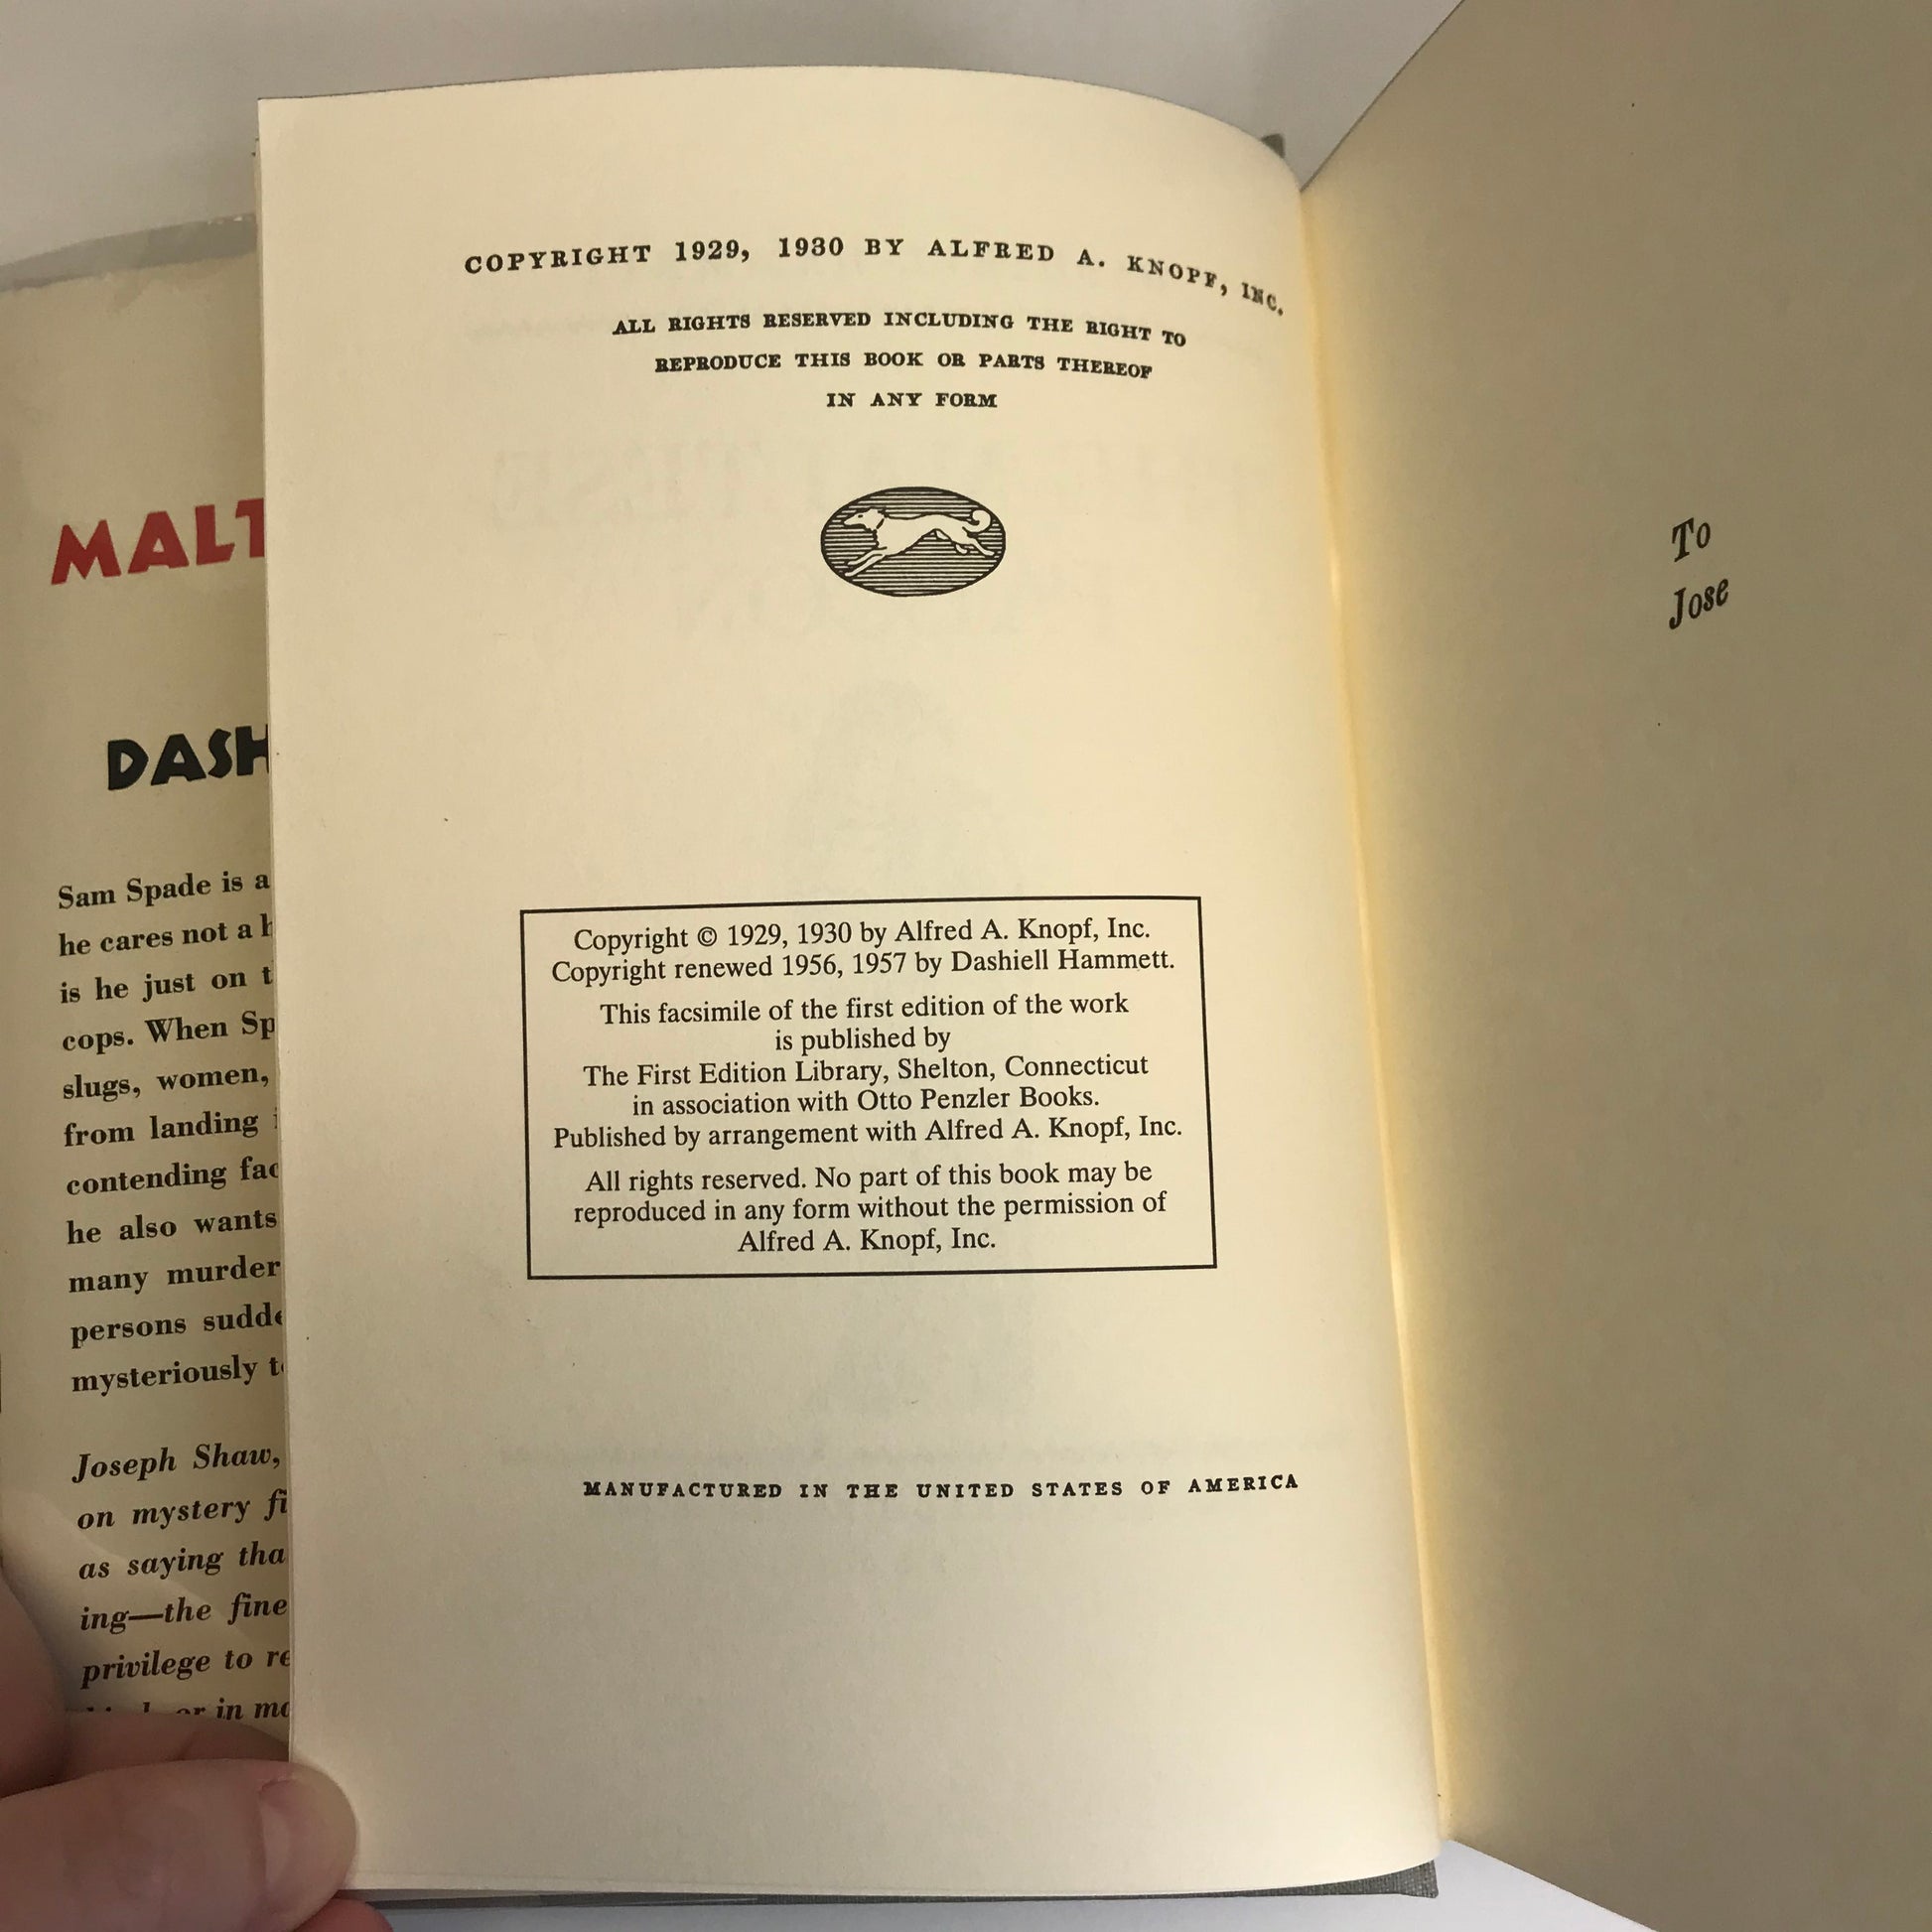 MALT
DASH
Sam Spade is a
he cares not a h
is he just on t
cops. When Sp
slugs, women,
from landing i
contending fac
he also wants
many murder
persons sudde
mysteriously t
Joseph Shaw,
on mystery fi
as saying tha
ing—the fine
privilege to re
or in mo
COPYRIGHT 1929, 1930 BY ALFRED A. KNOPF, INC.
ALL RIGHTS RESERVED INCLUDING THE RIGHT TO
REPRODUCE THIS BOOK OR PARTS THEREOF
IN ANY FORM
Copyright © 1929, 1930 by Alfred A. Knopf, Inc.
Copyright renewed 1956, 1957 by Dashiell Hammett.
This facsimile of the first edition of the work
is published by
The First Edition Library, Shelton, Connecticut
in association with Otto Penzler Books.
Published by arrangement with Alfred A. Knopf, Inc.
All rights reserved. No part of this book may be
reproduced in any form without the permission of
Alfred A. Knopf, Inc.
MANUFACTURED IN THE UNITED STATES OF AMERICA
To
Jose